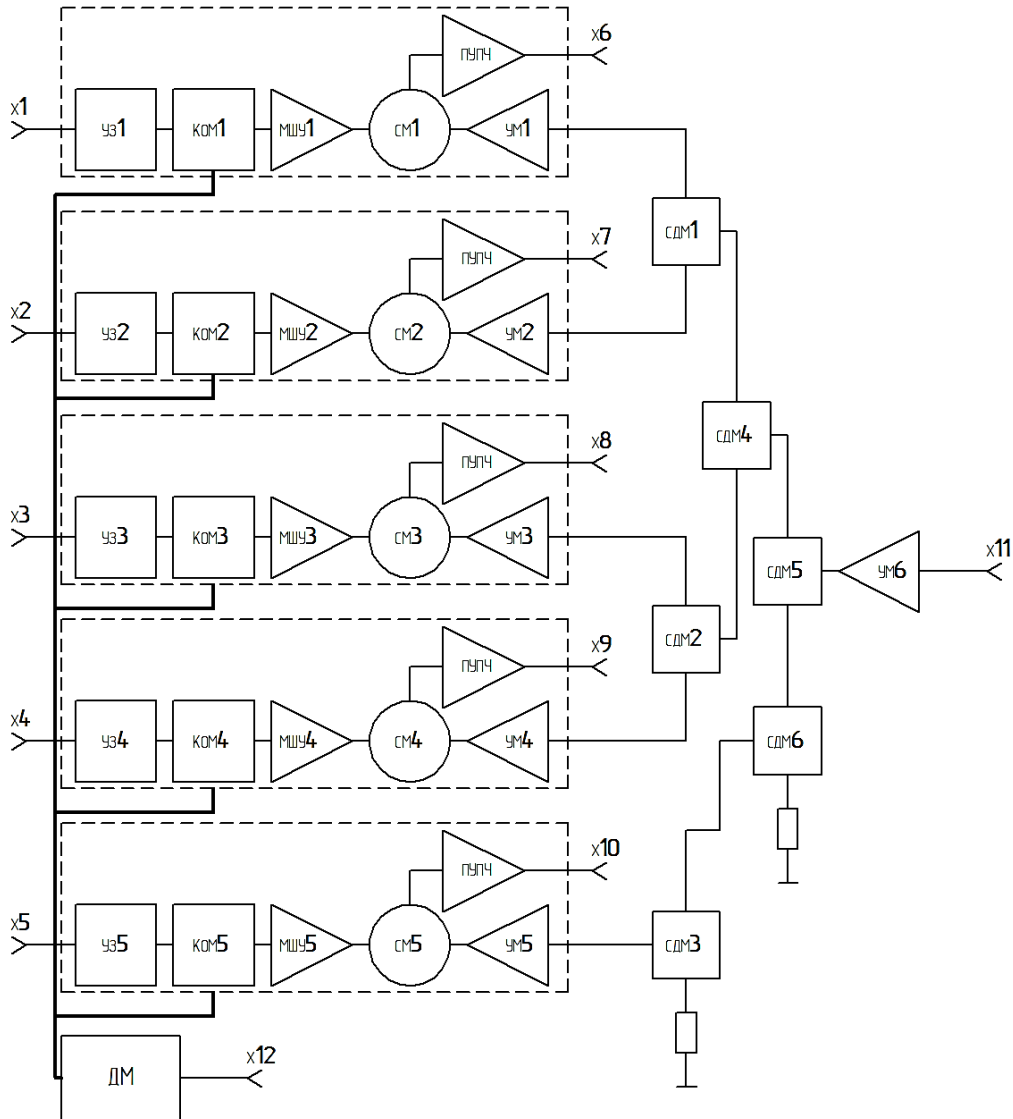 ПУПЧ
х6
х1
УЗ1
КОМ1
МШУ1
СМ1
УМ1
СДМ1
ПУПЧ
х7
х2
УЗ2
КОМ2
МШУ2
СМ2
УМ2
СДМ4
ПУПЧ
х8
х3
УЗ3
КОМ3
МШУ3
СМ3
УМ3
х11
СДМ5
УМ6
СДМ2
ПУПЧ
х9
х4
УЗ4
КОМ4
МШУ4
СМ4
УМ4
СДМ6
ПУПЧ
х10
х5
УЗ5
КОМ5
МШУ5
СМ5
УМ5
СДМ3
ДМ
х12